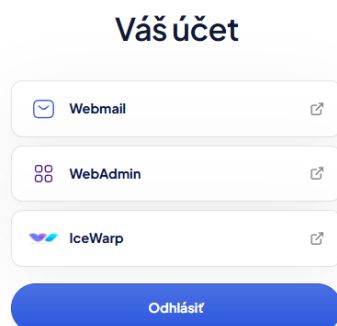 Váš účet
Webmail
WebAdmin
IceWarp
Odhlásiť